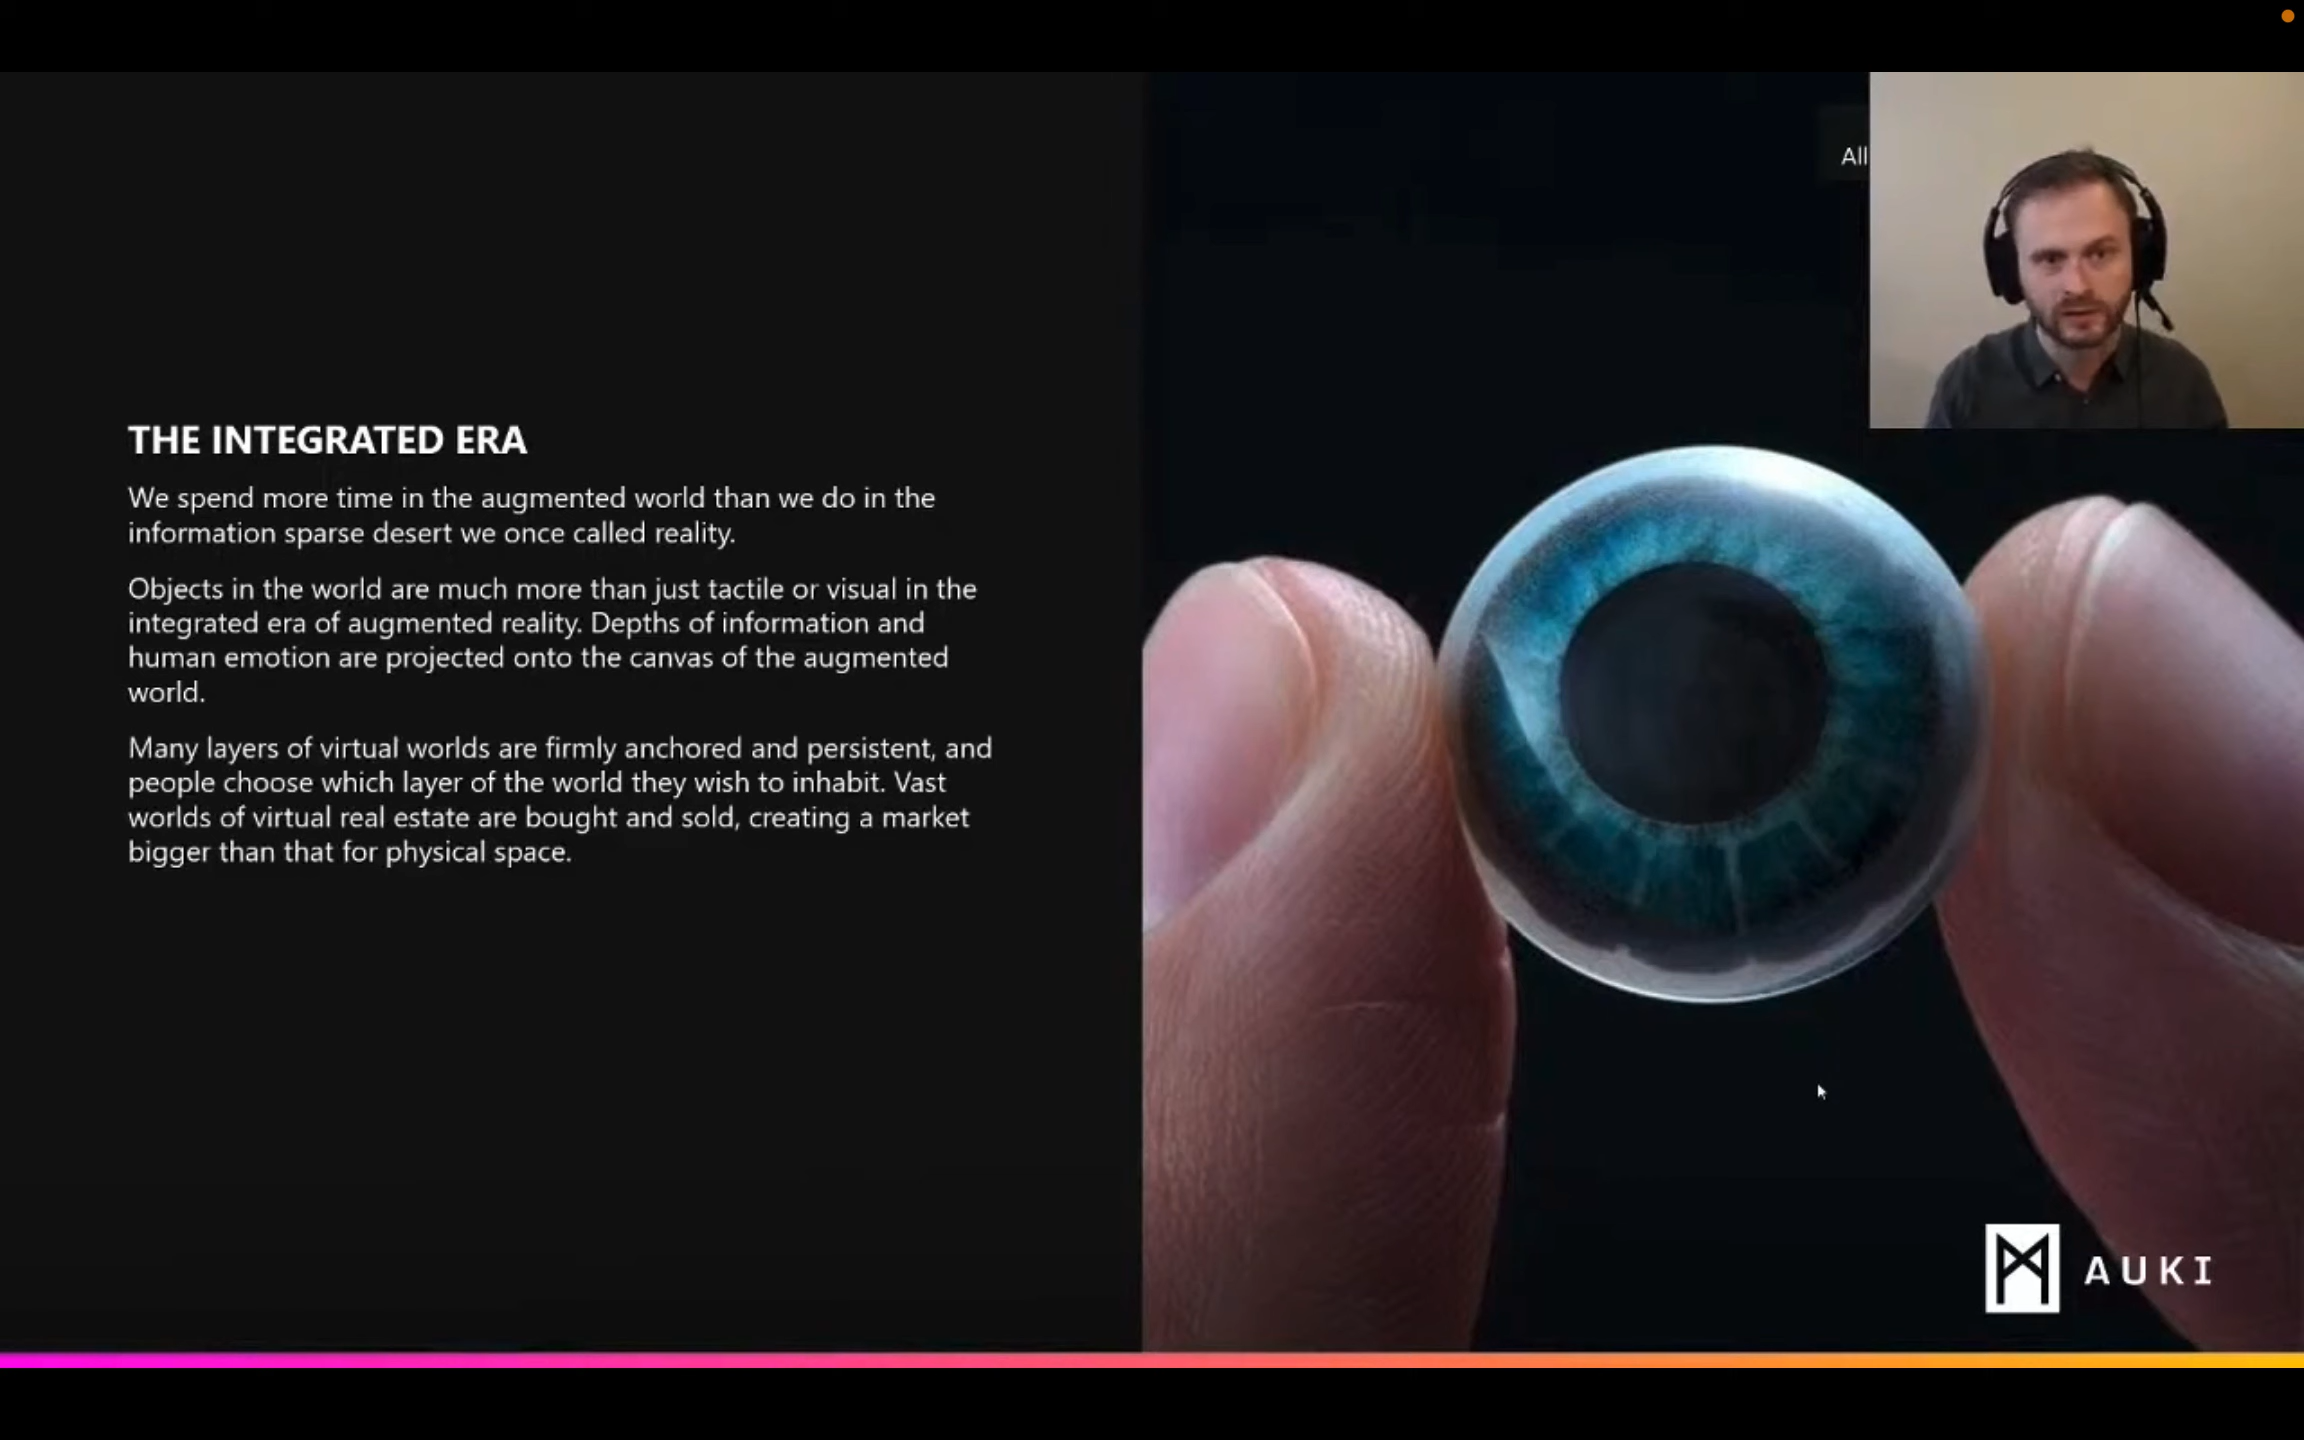 All
THE INTEGRATED ERA
We spend more time in the augmented world than we do in the
information sparse desert we once called reality.
Objects in the world are much more than just tactile or visual in the
integrated era of augmented reality. Depths of information and
human emotion are projected onto the canvas of the augmented
world.
Many layers of virtual worlds are firmly anchored and persistent, and
people choose which layer of the world they wish to inhabit. Vast
worlds of virtual real estate are bought and sold, creating a market
bigger than that for physical space.
AUKI